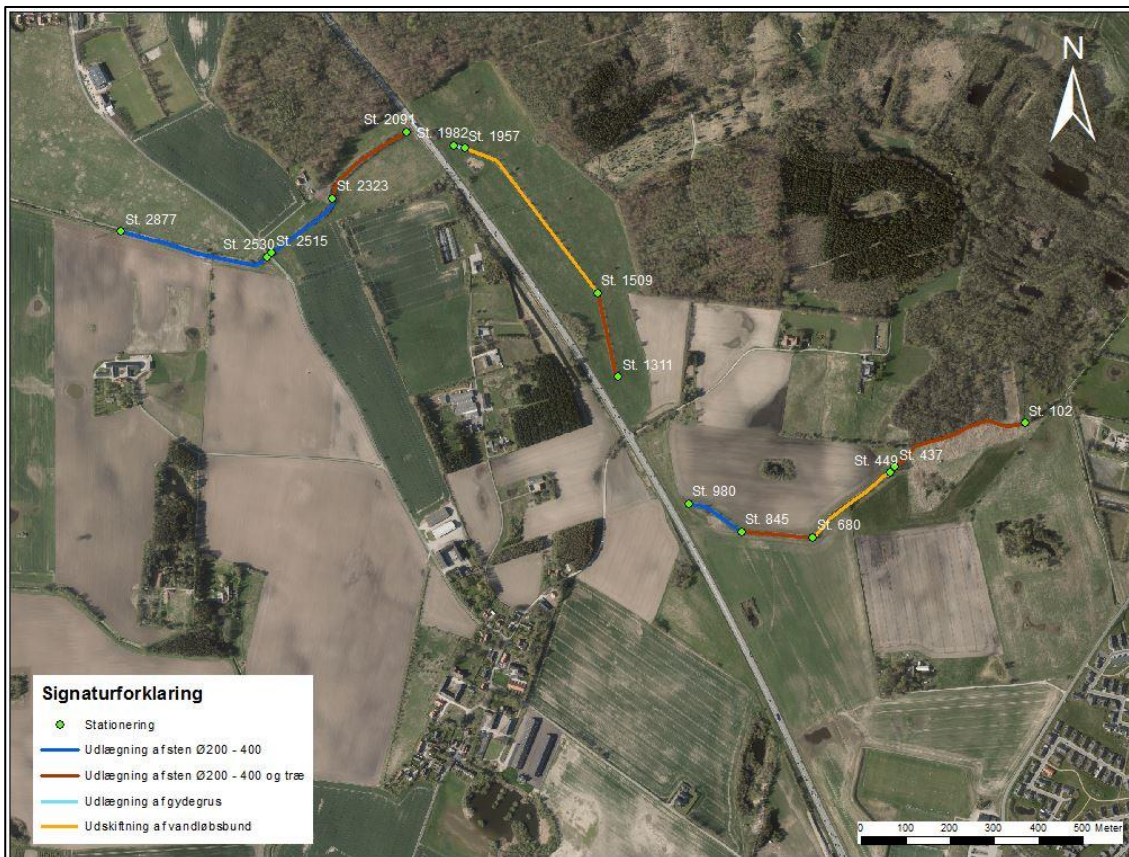 N
St. 2091
St. 1982
St. 1957
St. 2323
St. 2877
St. 2530
St. 2515
St. 1509
St. 1311
St. 102
St. 449
St. 437
St. 980
St. 845
St. 680
Signaturforklaring
Stationering
Udlægning af sten Ø200 - 400
Udlægning af sten Ø200 - 400 og træ
Udlægning af gydegrus
Udskiftning af vandløbsbund
0 100 200 300 400 500 Meter